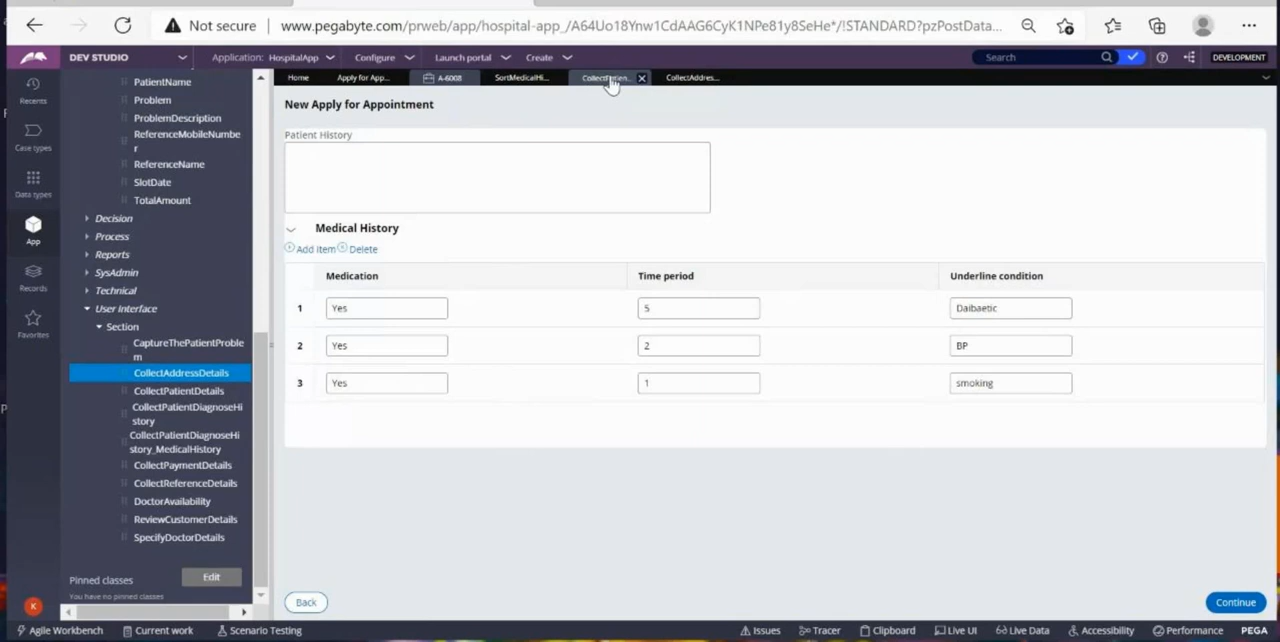 Not secure
www.pegabyte.com/prweb/app/hospital-app_/A64Uo18Ynw1CdAAG6CyK1NPe81y8SeHe*/!STANDARD?pzPostData...
DEV STUDIO
Application: HospitalApp
Configure
Launch portal
Create
Search
DEVELOPMENT
Home
Apply for App...
A-6008
SortMedicalHi...
CollectAddres...
Recents
Case types
Data types
App
Records
Favorites
PatientName
Problem
ProblemDescription
ReferenceMobileNumbe
r
ReferenceName
SlotDate
TotalAmount
Decision
Process
Reports
SysAdmin
Technical
User Interface
Section
CaptureThePatientProble
m
CollectAddressDetails
CollectPatientDetails
CollectPatientDiagnoseHi
story
CollectPatientDiagnoseHi
story_MedicalHistory
CollectPaymentDetails
CollectReferenceDetails
DoctorAvailability
ReviewCustomerDetails
SpecifyDoctorDetails
Pinned classes
Edit
You have no pinned classes
K
New Apply for Appointment
Patient History
Medical History
Add item Delete
Medication Time period Underline condition
1 Yes 5 Daibaetic
2 Yes 2 BP
3 Yes 1 smoking
Back
Continue
Agile Workbench
Current work
Scenario Testing
Issues
Tracer
Clipboard
Live UI
Live Data
Accessibility
Performance
PEGA